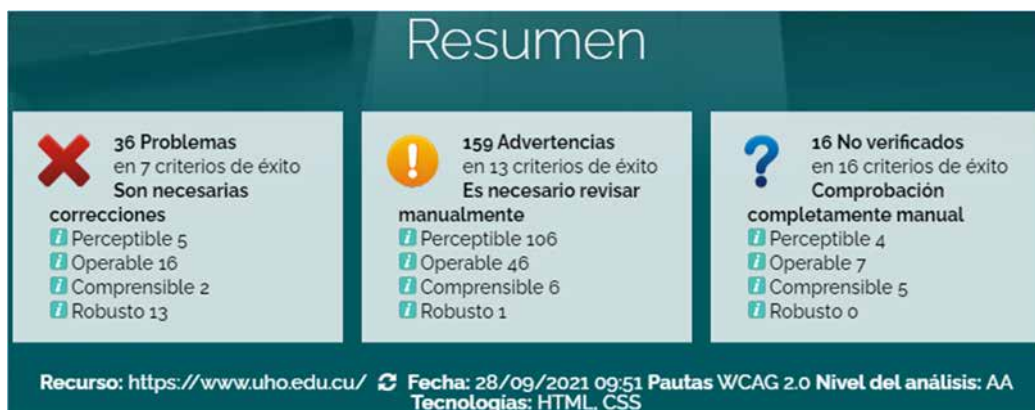 Resumen
36 Problemas
en 7 criterios de éxito
Son necesarias
correcciones
Perceptible 5
Operable 16
Comprensible 2
Robusto 13
159 Advertencias
en 13 criterios de éxito
Es necesario revisar
manualmente
Perceptible 106
Operable 46
Comprensible 6
Robusto 1
16 No verificados
en 16 criterios de éxito
Comprobación
completamente manual
Perceptible 4
Operable 7
Comprensible 5
Robusto 0
Recurso: https://www.uho.edu.cu/ Fecha: 28/09/2021 09:51 Pautas WCAG 2.0 Nivel del análisis: AA
Tecnologías: HTML, CSS